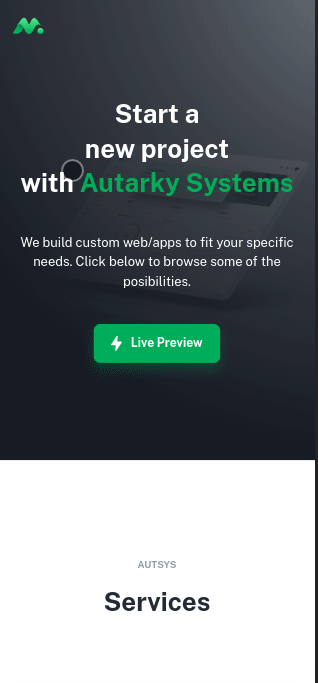 Start a
new project
with Autarky Systems
We build custom web/apps to fit your specific
needs. Click below to browse some of the
posibilities.
Live Preview
AUTSYS
Services